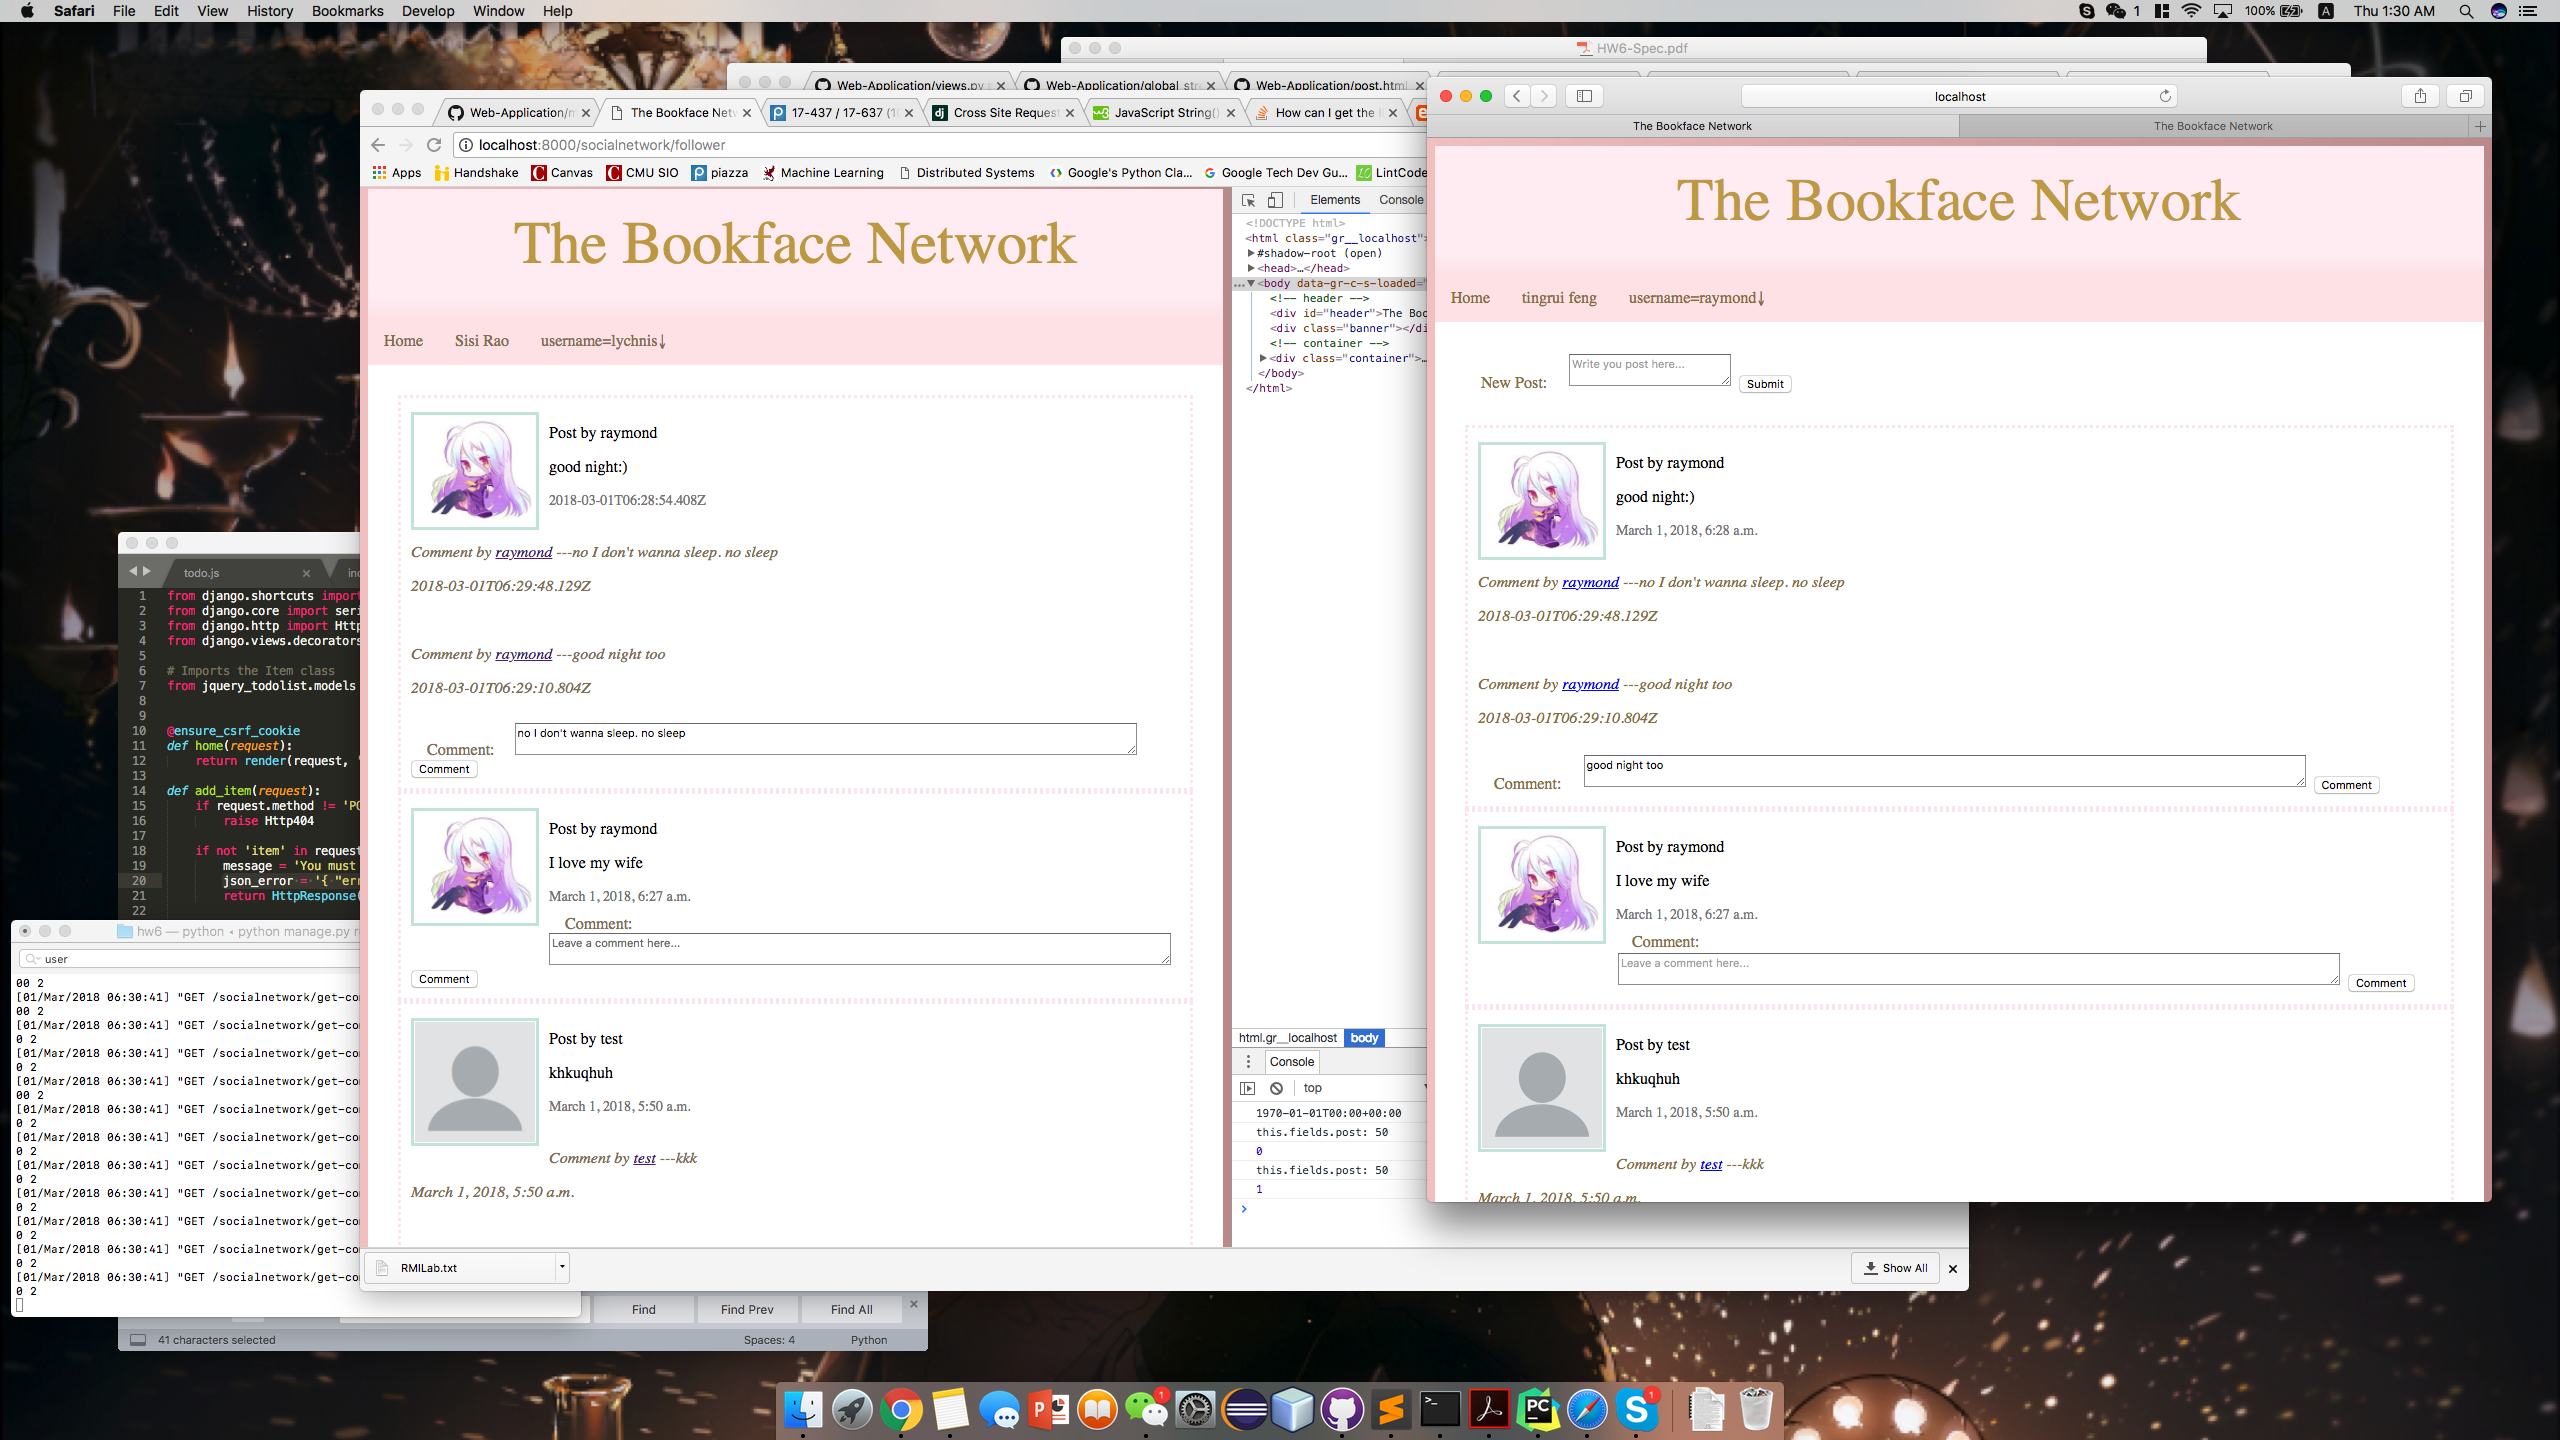 Safari File Edit View History Bookmarks Develop Window Help
1 100% A Thu 1:30 AM
HW6-Spec.pdf
Web-Application/views.py Web-Application/global_stre Web-Application/post.html
Web-Application/m The Bookface Netw 17-437 / 17-637 (1 Cross Site Request JavaScript String() How can I get the
localhost:8000/socialnetwork/follower
Apps Handshake Canvas CMU SIO piazza Machine Learning Distributed Systems Google's Python Cla... Google Tech Dev Gu... LintCode
The Bookface Network
Home Sisi Rao username=lychnis↓
Post by raymond
good night:)
2018-03-01T06:28:54.408Z
Comment by raymond ---no I don't wanna sleep. no sleep
2018-03-01T06:29:48.129Z
Comment by raymond ---good night too
2018-03-01T06:29:10.804Z
Comment: no I don't wanna sleep. no sleep
Comment
Post by raymond
I love my wife
March 1, 2018, 6:27 a.m.
Comment:
Leave a comment here...
Comment
Post by test
khkuqhuh
March 1, 2018, 5:50 a.m.
Comment by test ---kkk
March 1, 2018, 5:50 a.m.
RMILab.txt
Show All
Elements Console
<!DOCTYPE html>
<html class="gr__localhost"
#shadow-root (open)
<head>…</head>
<body data-gr-c-s-loaded="
<!-- header -->
<div id="header">The Boo
<div class="banner"></di
<!-- container -->
<div class="container">…
</body>
</html>
html.gr__localhost body
Console
top
1970-01-01T00:00+00:00
this.fields.post: 50
0
this.fields.post: 50
1
localhost
The Bookface Network The Bookface Network
The Bookface Network
Home tingrui feng username=raymond↓
New Post: Write you post here... Submit
Post by raymond
good night:)
March 1, 2018, 6:28 a.m.
Comment by raymond ---no I don't wanna sleep. no sleep
2018-03-01T06:29:48.129Z
Comment by raymond ---good night too
2018-03-01T06:29:10.804Z
Comment: good night too Comment
Post by raymond
I love my wife
March 1, 2018, 6:27 a.m.
Comment:
Leave a comment here... Comment
Post by test
khkuqhuh
March 1, 2018, 5:50 a.m.
Comment by test ---kkk
March 1, 2018, 5:50 a.m.
todo.js
1 from django.shortcuts import
2 from django.core import seri
3 from django.http import Http
4 from django.views.decorators
5
6 # Imports the Item class
7 from jquery_todolist.models
8
9
10 @ensure_csrf_cookie
11 def home(request):
12 return render(request, '
13
14 def add_item(request):
15 if request.method != 'PO
16 raise Http404
17
18 if not 'item' in request
19 message = 'You must
20 json_error = '{ "err
21 return HttpResponse(
22
hw6 — python ◂ python manage.py r
user
00 2
[01/Mar/2018 06:30:41] "GET /socialnetwork/get-co
00 2
[01/Mar/2018 06:30:41] "GET /socialnetwork/get-co
0 2
[01/Mar/2018 06:30:41] "GET /socialnetwork/get-co
0 2
[01/Mar/2018 06:30:41] "GET /socialnetwork/get-co
00 2
[01/Mar/2018 06:30:41] "GET /socialnetwork/get-co
0 2
[01/Mar/2018 06:30:41] "GET /socialnetwork/get-co
0 2
[01/Mar/2018 06:30:41] "GET /socialnetwork/get-co
0 2
[01/Mar/2018 06:30:41] "GET /socialnetwork/get-co
0 2
[01/Mar/2018 06:30:41] "GET /socialnetwork/get-co
0 2
[01/Mar/2018 06:30:41] "GET /socialnetwork/get-co
0 2
[01/Mar/2018 06:30:41] "GET /socialnetwork/get-co
0 2
Find Find Prev Find All
41 characters selected Spaces: 4 Python